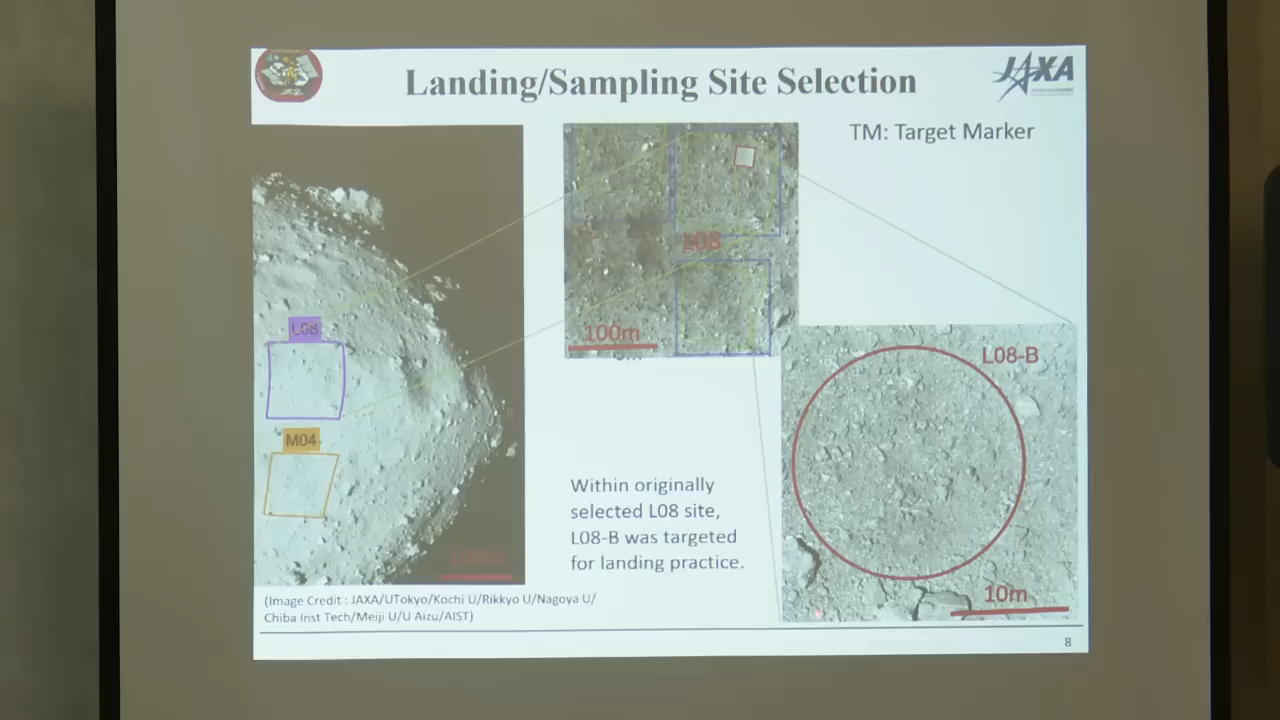 Landing/Sampling Site Selection
JAXA
TM: Target Marker
L08
M04
L08
100m
L08-B
10m
Within originally
selected L08 site,
L08-B was targeted
for landing practice.
(Image Credit : JAXA/UTokyo/Kochi U/Rikkyo U/Nagoya U/
Chiba Inst Tech/Meiji U/U Aizu/AIST)
8